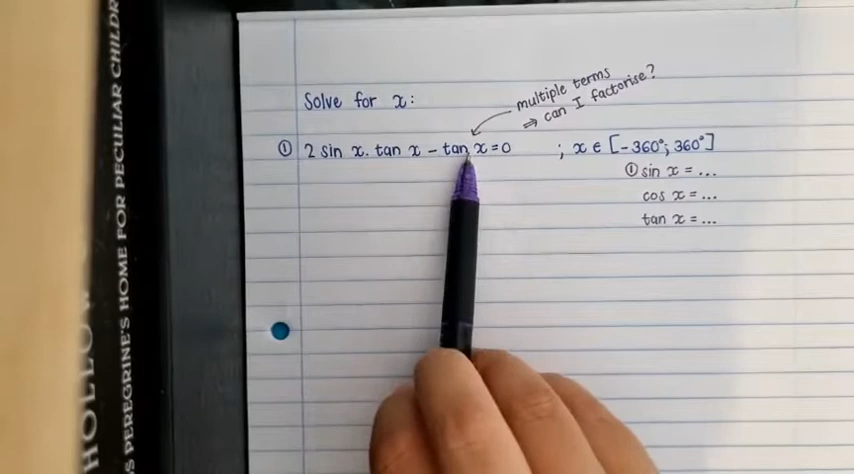 Solve for x:
multiple terms
⇒ can I factorise?
① 2 sin x. tan x - tan x = 0 ; x ∈ [-360°; 360°]
① sin x = ...
cos x = ...
tan x = ...
HOLLOW
PEREGRINE'S HOME FOR PECULIAR CHILDR